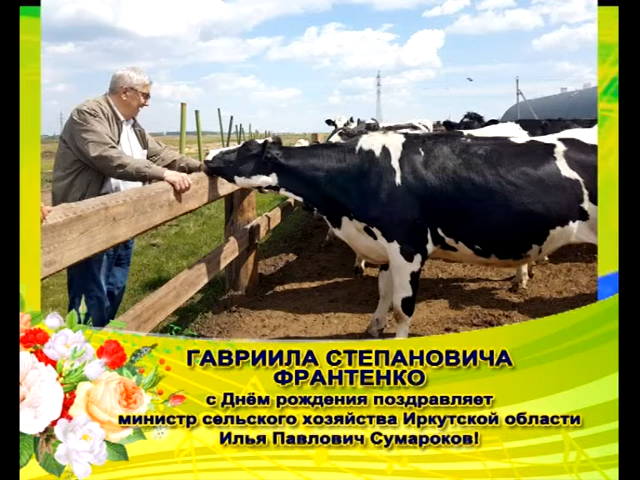 ГАВРИИЛА СТЕПАНОВИЧА
ФРАНТЕНКО
с Днём рождения поздравляет
министр сельского хозяйства Иркутской области
Илья Павлович Сумароков!